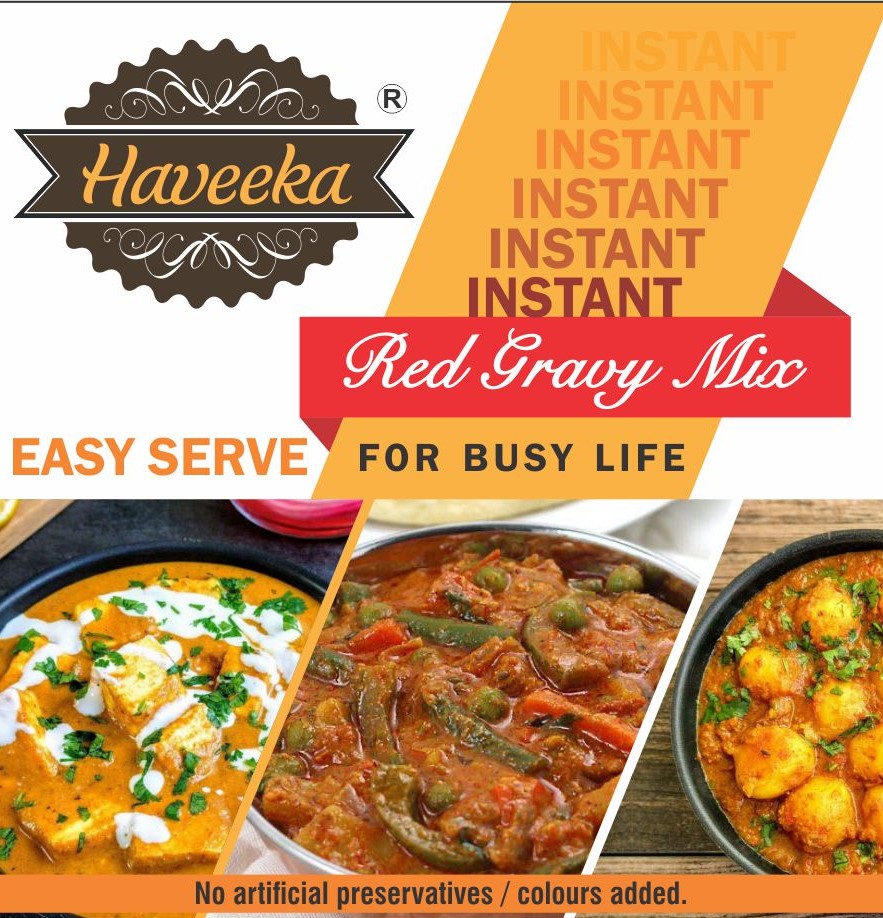 Haveeka
®
INSTANT
INSTANT
INSTANT
INSTANT
INSTANT
INSTANT
Red Gravy Mix
EASY SERVE FOR BUSY LIFE
No artificial preservatives / colours added.